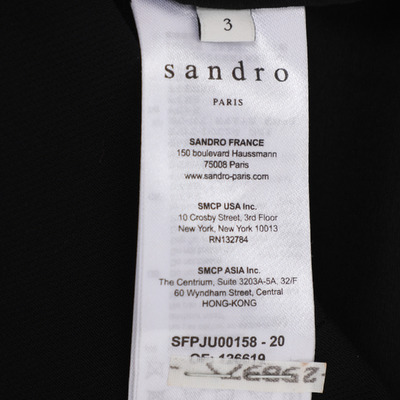 3
sandro
PARIS
SANDRO FRANCE
150 boulevard Haussmann
75008 Paris
www.sandro-paris.com
SMCP USA Inc.
10 Crosby Street, 3rd Floor
New York, New York 10013
RN132784
SMCP ASIA Inc.
The Centrium, Suite 3203A-5A, 32/F
60 Wyndham Street, Central
HONG-KONG
SFPJU00158 - 20
OF: 136619